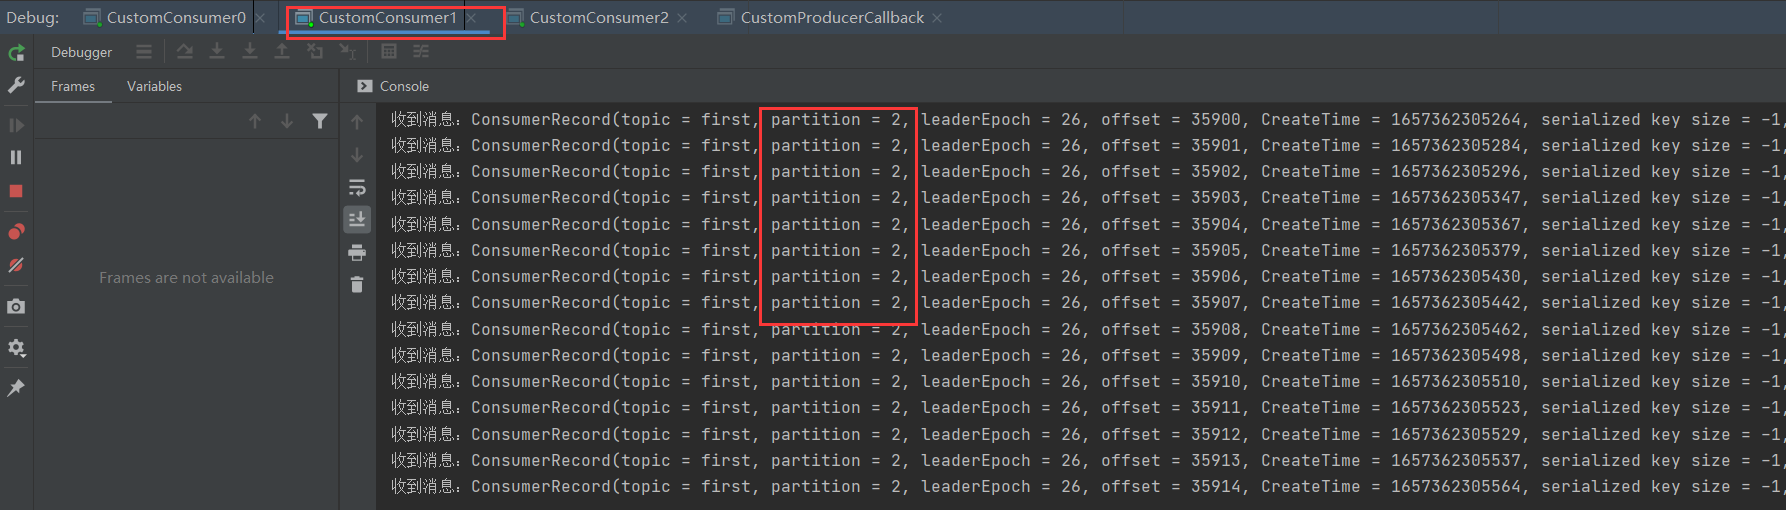 Debug: CustomConsumer0 CustomConsumer1 CustomConsumer2 CustomProducerCallback
Debugger
Frames Variables
Console
Frames are not available
收到消息：ConsumerRecord(topic = first, partition = 2, leaderEpoch = 26, offset = 35900, CreateTime = 1657362305264, serialized key size = -1,
收到消息：ConsumerRecord(topic = first, partition = 2, leaderEpoch = 26, offset = 35901, CreateTime = 1657362305284, serialized key size = -1,
收到消息：ConsumerRecord(topic = first, partition = 2, leaderEpoch = 26, offset = 35902, CreateTime = 1657362305296, serialized key size = -1,
收到消息：ConsumerRecord(topic = first, partition = 2, leaderEpoch = 26, offset = 35903, CreateTime = 1657362305347, serialized key size = -1,
收到消息：ConsumerRecord(topic = first, partition = 2, leaderEpoch = 26, offset = 35904, CreateTime = 1657362305367, serialized key size = -1,
收到消息：ConsumerRecord(topic = first, partition = 2, leaderEpoch = 26, offset = 35905, CreateTime = 1657362305379, serialized key size = -1,
收到消息：ConsumerRecord(topic = first, partition = 2, leaderEpoch = 26, offset = 35906, CreateTime = 1657362305430, serialized key size = -1,
收到消息：ConsumerRecord(topic = first, partition = 2, leaderEpoch = 26, offset = 35907, CreateTime = 1657362305442, serialized key size = -1,
收到消息：ConsumerRecord(topic = first, partition = 2, leaderEpoch = 26, offset = 35908, CreateTime = 1657362305462, serialized key size = -1,
收到消息：ConsumerRecord(topic = first, partition = 2, leaderEpoch = 26, offset = 35909, CreateTime = 1657362305498, serialized key size = -1,
收到消息：ConsumerRecord(topic = first, partition = 2, leaderEpoch = 26, offset = 35910, CreateTime = 1657362305510, serialized key size = -1,
收到消息：ConsumerRecord(topic = first, partition = 2, leaderEpoch = 26, offset = 35911, CreateTime = 1657362305523, serialized key size = -1,
收到消息：ConsumerRecord(topic = first, partition = 2, leaderEpoch = 26, offset = 35912, CreateTime = 1657362305529, serialized key size = -1,
收到消息：ConsumerRecord(topic = first, partition = 2, leaderEpoch = 26, offset = 35913, CreateTime = 1657362305537, serialized key size = -1,
收到消息：ConsumerRecord(topic = first, partition = 2, leaderEpoch = 26, offset = 35914, CreateTime = 1657362305564, serialized key size = -1,